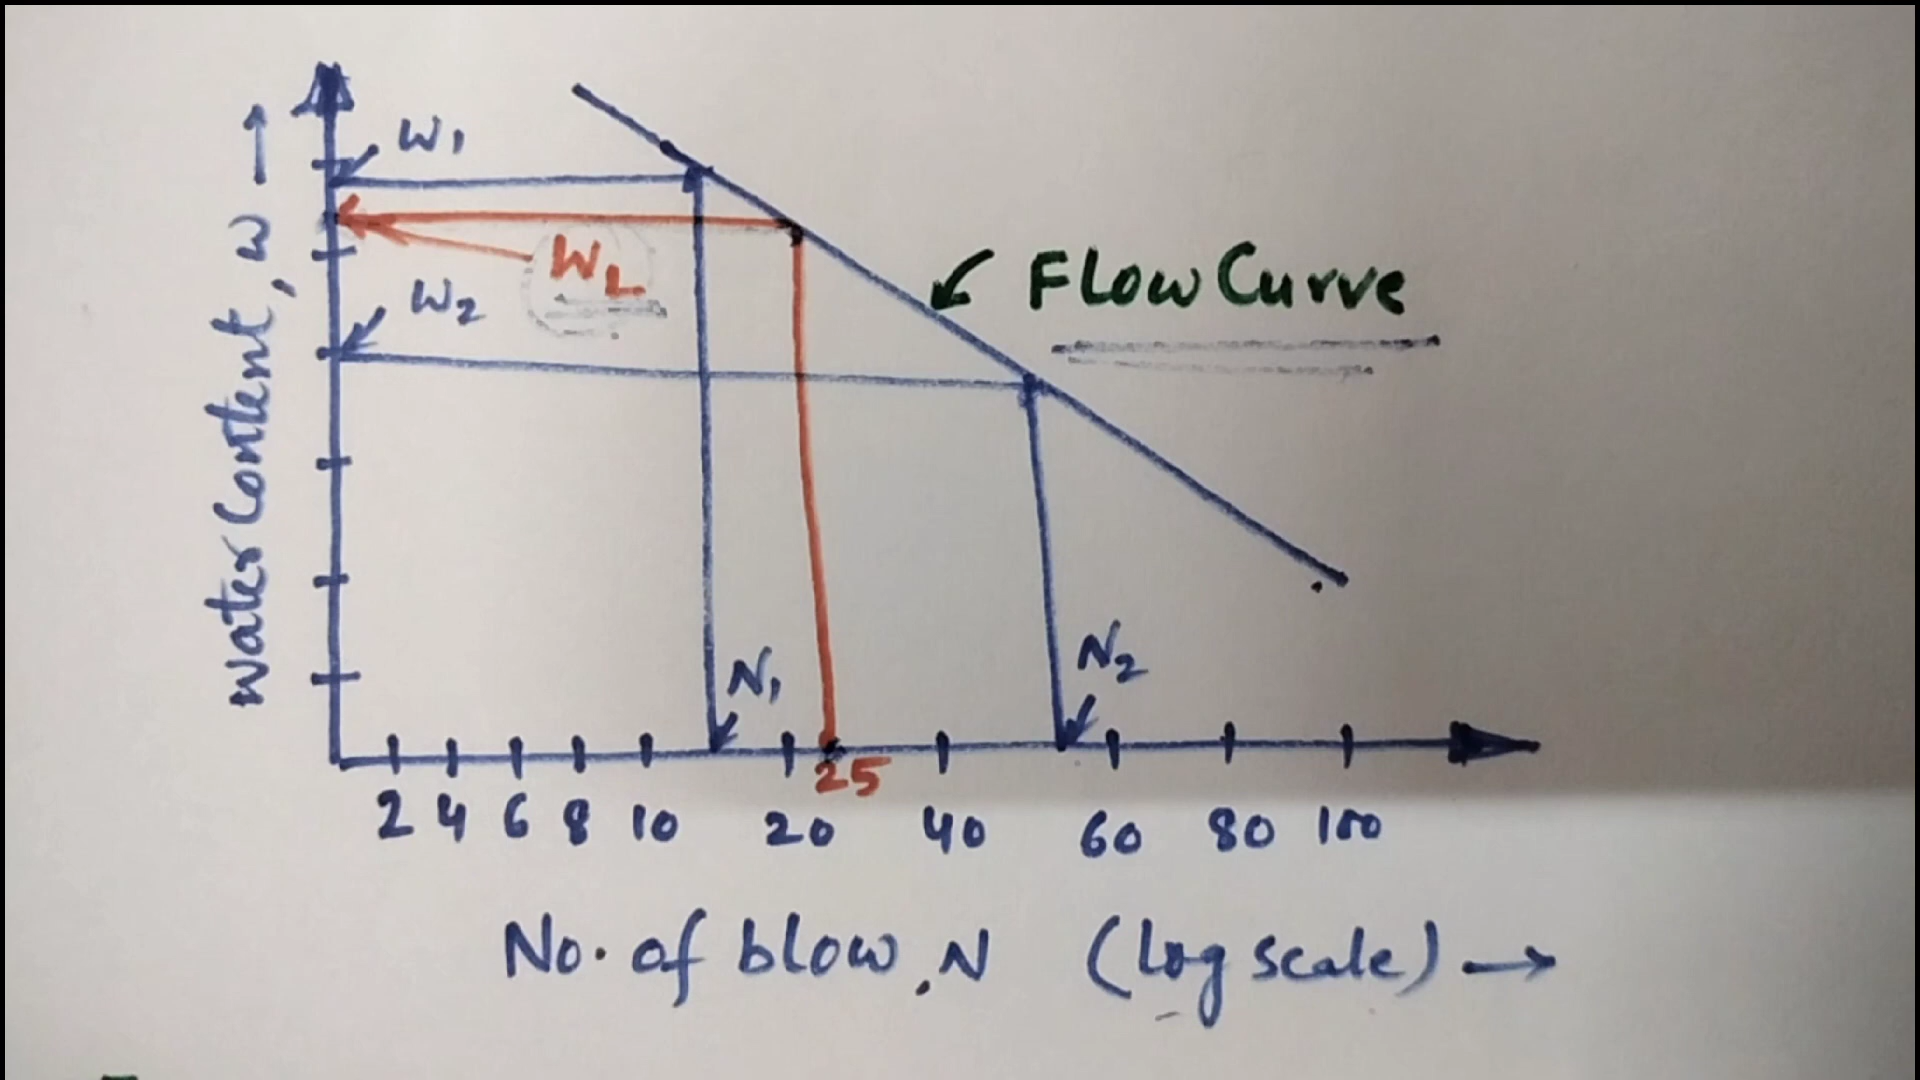 w1
WL
w2
Flow Curve
Water Content, w →
N1
N2
25
2 4 6 8 10 20 40 60 80 100
No. of blow, N (log scale) →